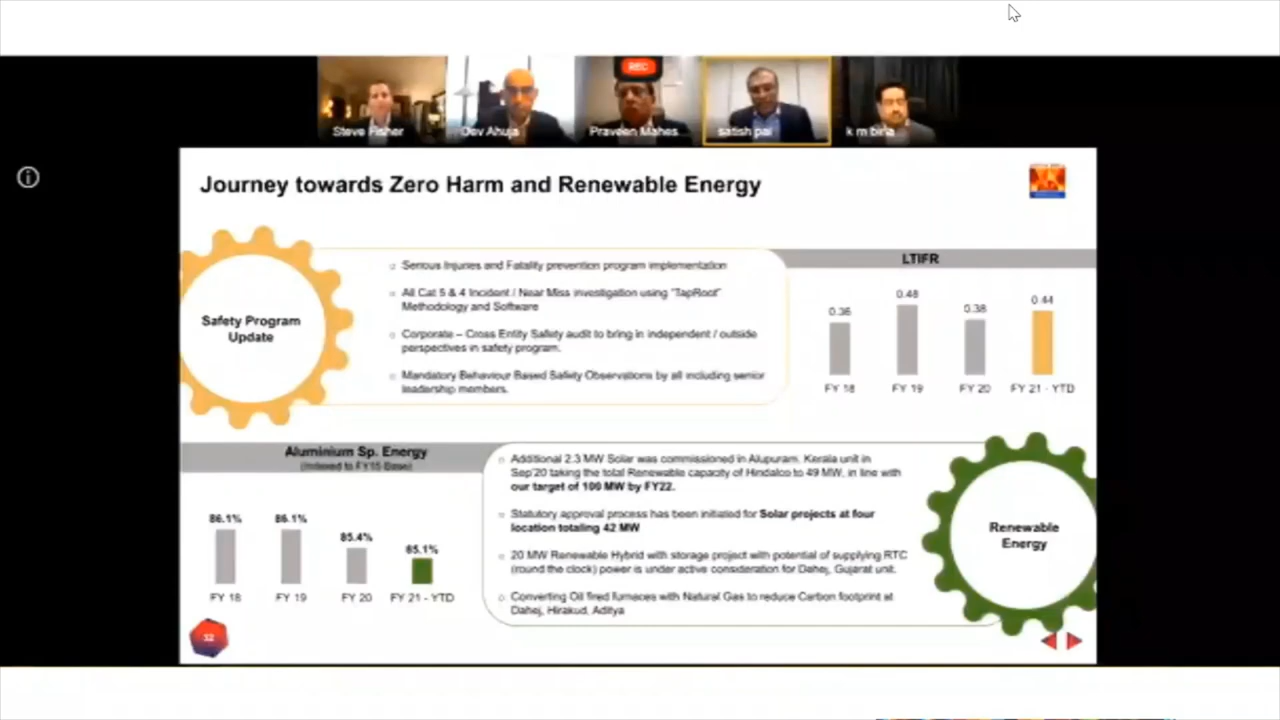 REC
Steve Fisher
Dev Ahuja
Praveen Mahes
satish pai
k m birla
Journey towards Zero Harm and Renewable Energy
Safety Program
Update
Serious Injuries and Fatality prevention program implementation
All Cat 5 & 4 Incident / Near Miss investigation using "TapRoot"
Methodology and Software
Corporate – Cross Entity Safety audit to bring in independent / outside
perspectives in safety program.
Mandatory Behaviour Based Safety Observations by all including senior
leadership members.
LTIFR
0.36
0.48
0.38
0.44
FY 18
FY 19
FY 20
FY 21 - YTD
Aluminium Sp. Energy
(Indexed to FY15 Base)
86.1%
86.1%
85.4%
85.1%
FY 18
FY 19
FY 20
FY 21 - YTD
Additional 2.3 MW Solar was commissioned in Alupuram, Kerala unit in
Sep'20 taking the total Renewable capacity of Hindalco to 49 MW, in line with
our target of 100 MW by FY22.
Statutory approval process has been initiated for Solar projects at four
location totaling 42 MW
20 MW Renewable Hybrid with storage project with potential of supplying RTC
(round the clock) power is under active consideration for Dahej, Gujarat unit.
Converting Oil fired furnaces with Natural Gas to reduce Carbon footprint at
Dahej, Hirakud, Aditya
Renewable
Energy
32